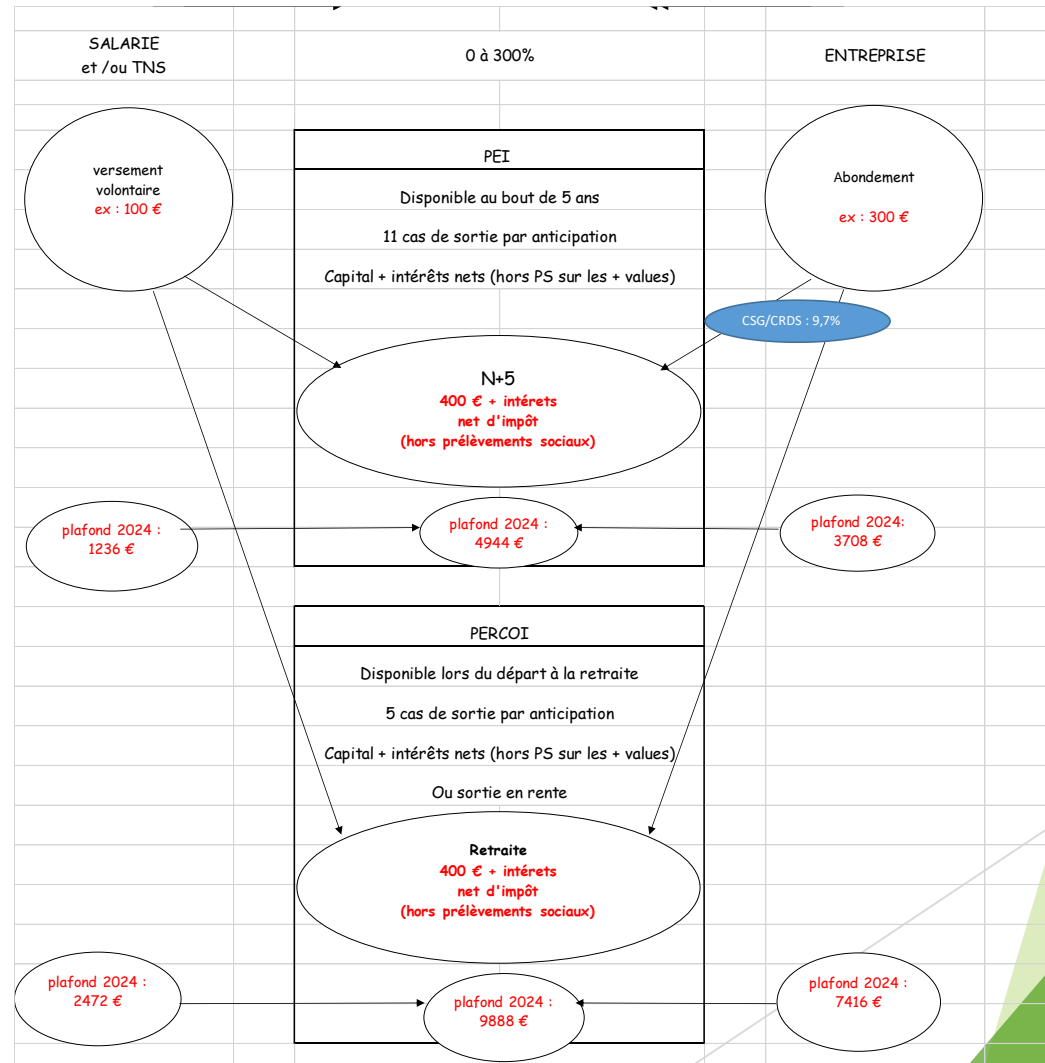 SALARIE
et /ou TNS
0 à 300%
ENTREPRISE
versement
volontaire
ex : 100 €
PEI
Disponible au bout de 5 ans
11 cas de sortie par anticipation
Capital + intérêts nets (hors PS sur les + values)
Abondement
ex : 300 €
CSG/CRDS : 9,7%
N+5
400 € + intérets
net d'impôt
(hors prélèvements sociaux)
plafond 2024 :
1236 €
plafond 2024 :
4944 €
plafond 2024:
3708 €
PERCOI
Disponible lors du départ à la retraite
5 cas de sortie par anticipation
Capital + intérêts nets (hors PS sur les + values)
Ou sortie en rente
Retraite
400 € + intérets
net d'impôt
(hors prélèvements sociaux)
plafond 2024 :
2472 €
plafond 2024 :
9888 €
plafond 2024 :
7416 €